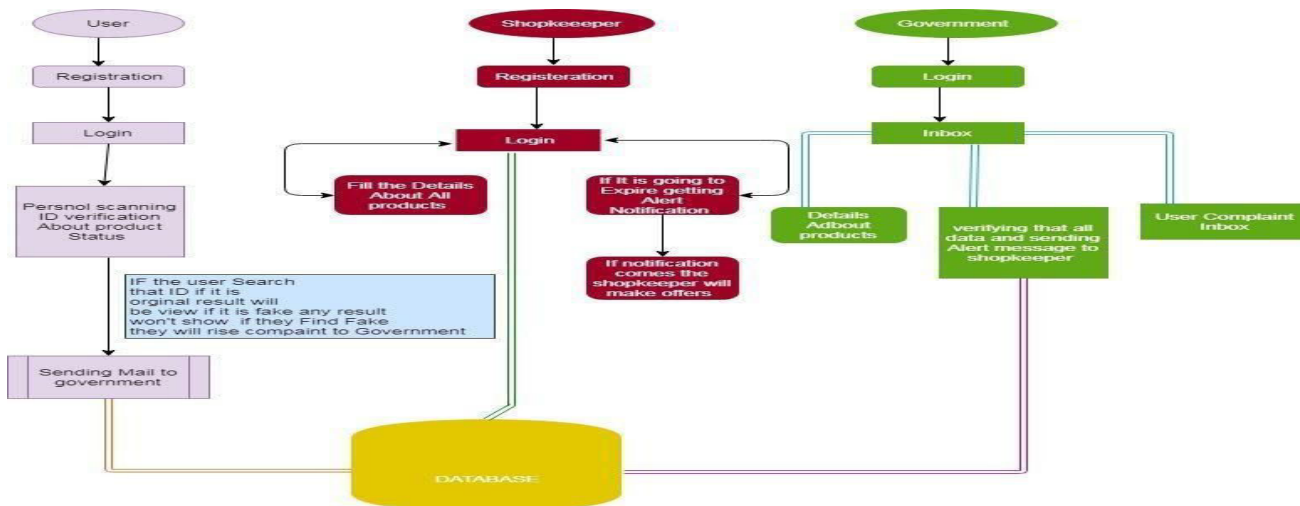 User
Registration
Login
Persnol scanning
ID verification
About product
Status
IF the user Search
that ID if it is
orginal result will
be view if it is fake any result
won't show if they Find Fake
they will rise compaint to Government
Sending Mail to
government
Shopkeeeper
Registeration
Login
Fill the Details
About All
products
If It is going to
Expire getting
Alert
Notification
If notification
comes the
shopkeeper will
make offers
Government
Login
Inbox
Details
Adbout
products
verifying that all
data and sending
Alert message to
shopkeeper
User Complaint
Inbox
DATABASE